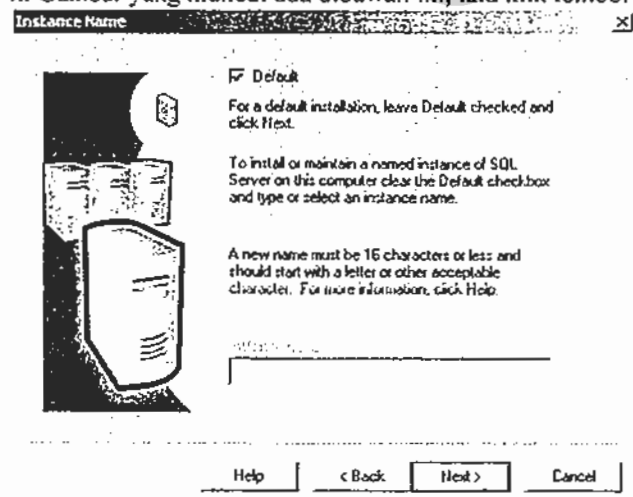 Instance Name
Default
For a default installation, leave Default checked and
click Next.
To install or maintain a named instance of SQL
Server on this computer clear the Default checkbox
and type or select an instance name.
A new name must be 16 characters or less and
should start with a letter or other acceptable
character. For more information, click Help.
Help
< Back
Next >
Cancel